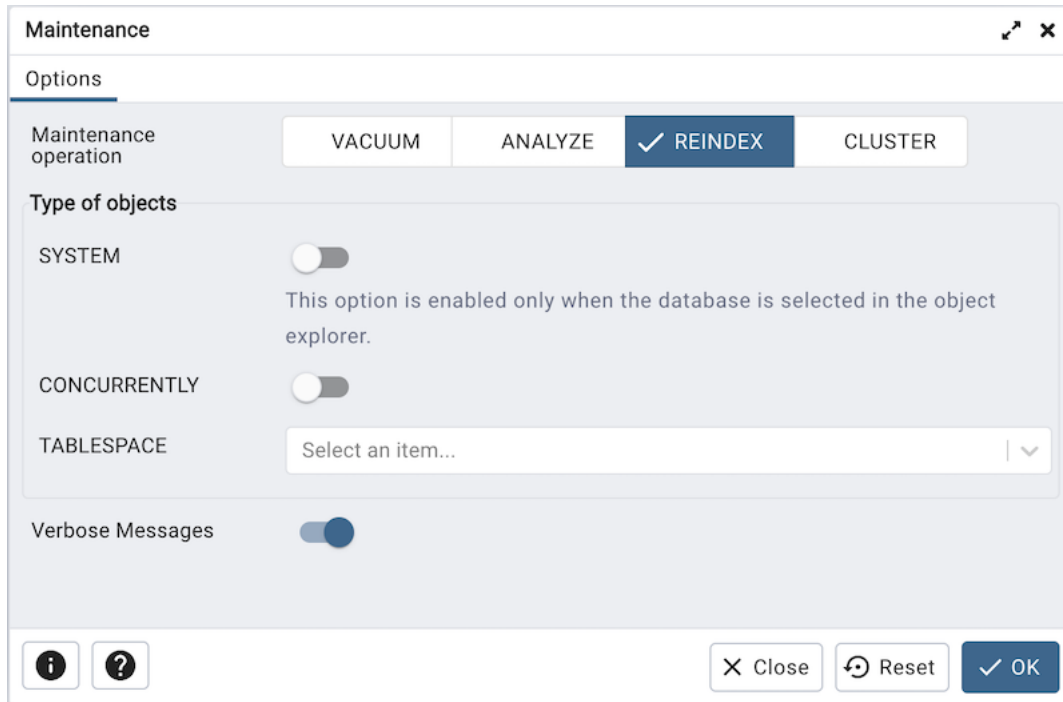 Maintenance
Options
Maintenance
operation
VACUUM ANALYZE REINDEX CLUSTER
Type of objects
SYSTEM
This option is enabled only when the database is selected in the object
explorer.
CONCURRENTLY
TABLESPACE Select an item...
Verbose Messages
Close Reset OK